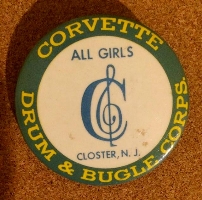 CORVETTE
ALL GIRLS
C
CLOSTER, N. J.
DRUM & BUGLE CORPS.